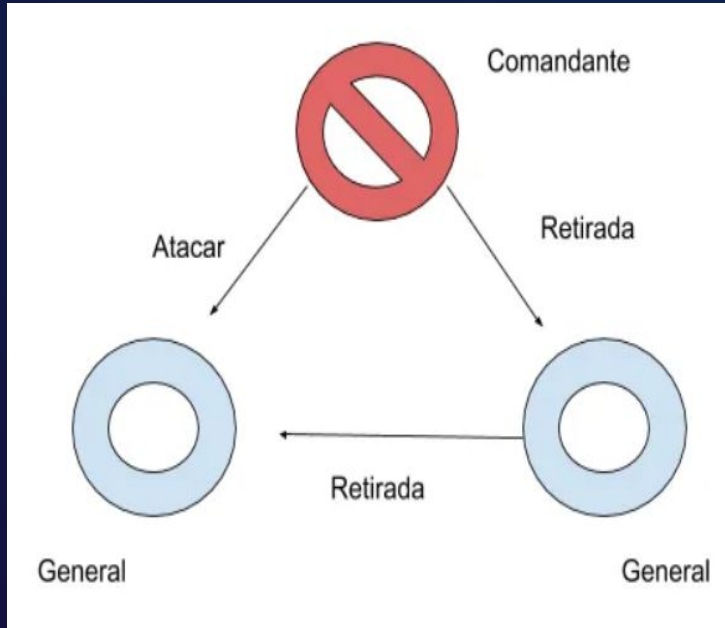 Comandante
Atacar
Retirada
Retirada
General
General